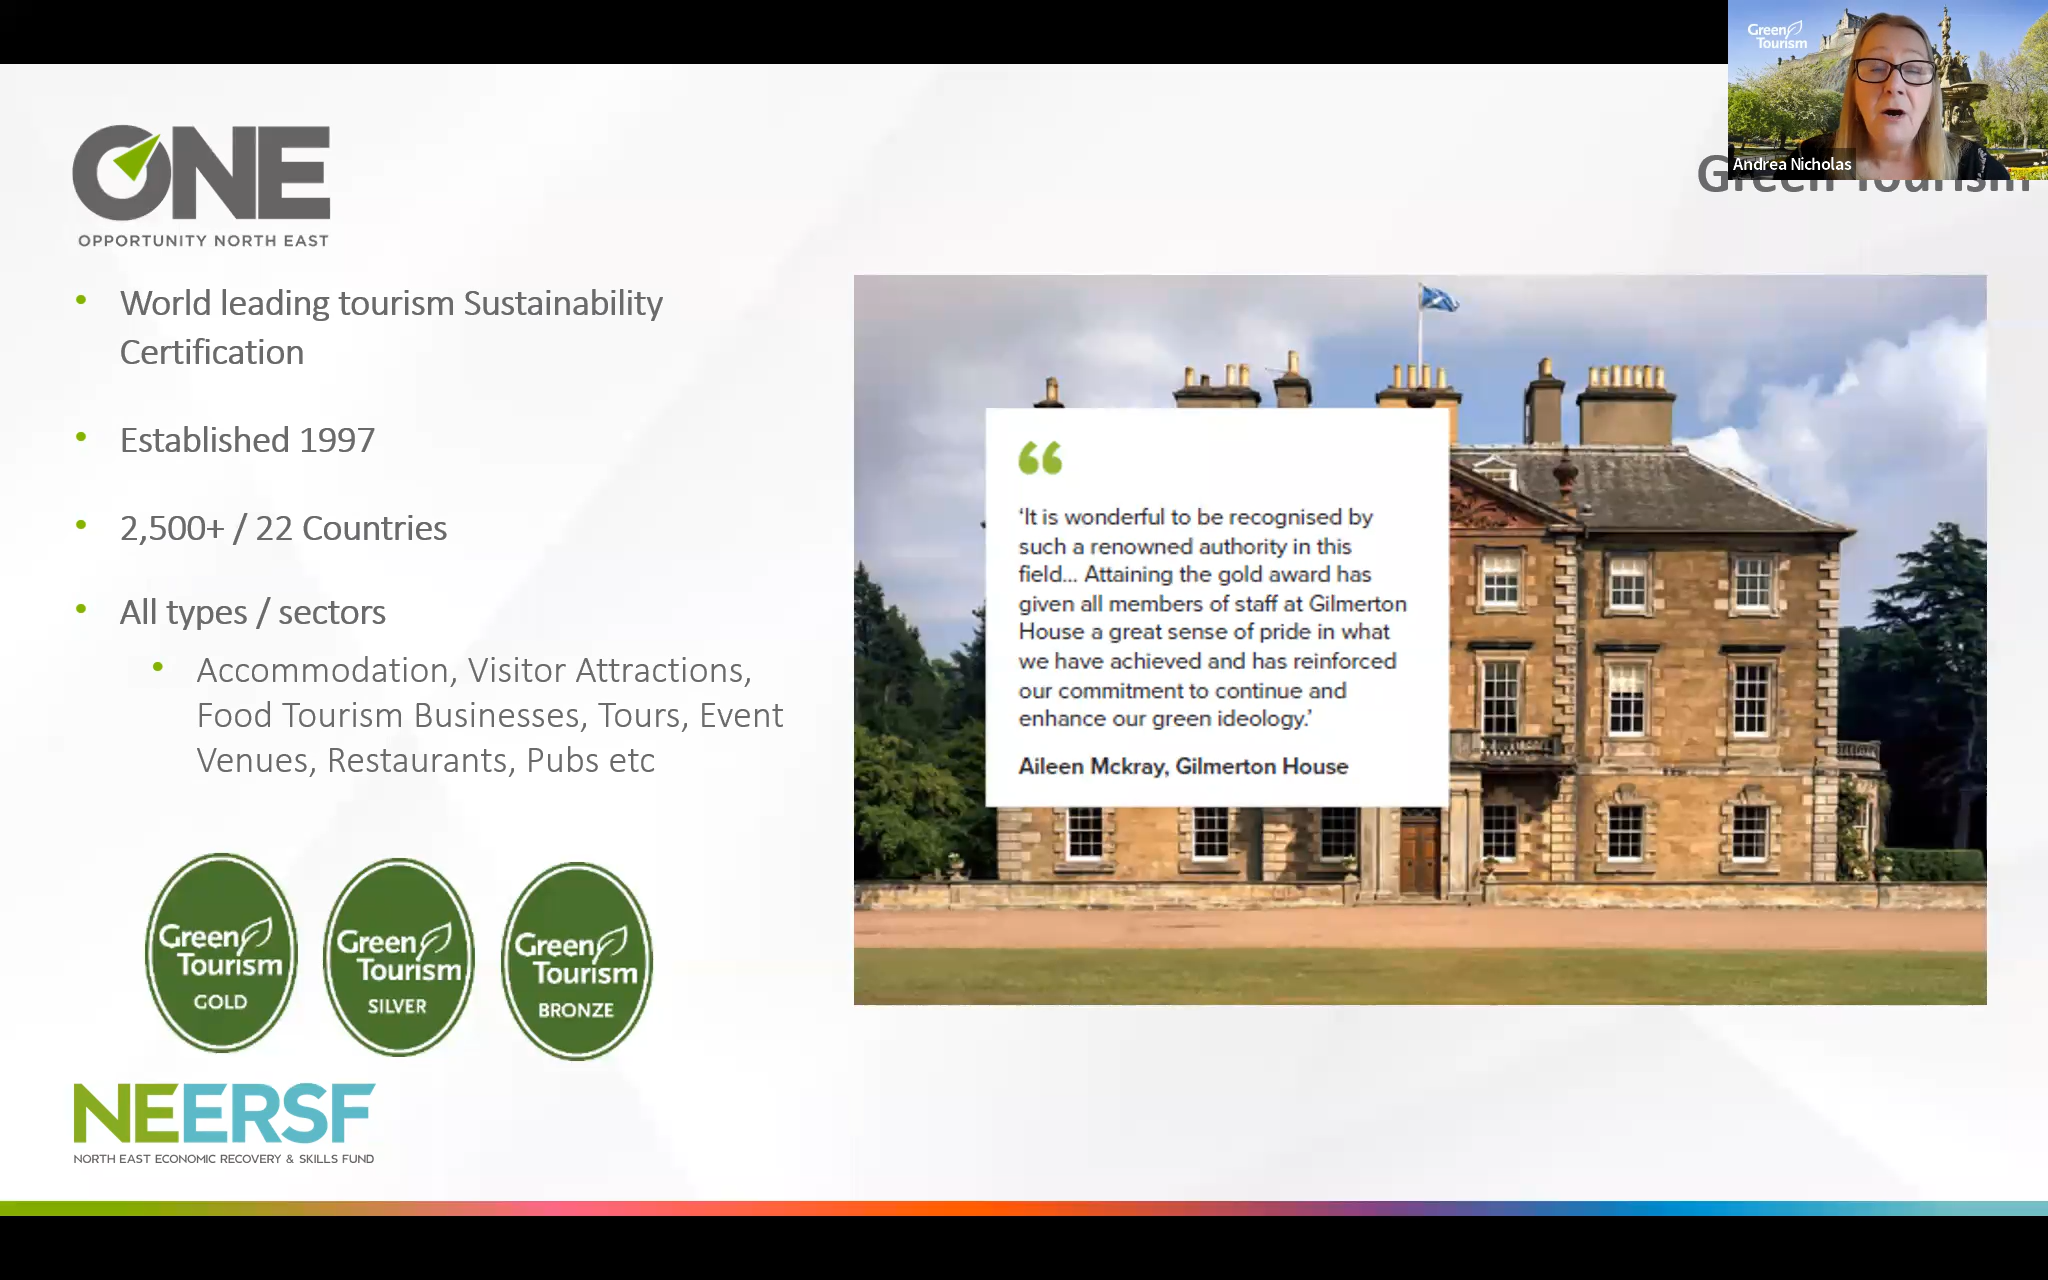 Green
Tourism
Andrea Nicholas
Green Tourism
ONE
OPPORTUNITY NORTH EAST
• World leading tourism Sustainability
Certification
• Established 1997
• 2,500+ / 22 Countries
• All types / sectors
• Accommodation, Visitor Attractions,
Food Tourism Businesses, Tours, Event
Venues, Restaurants, Pubs etc
“
‘It is wonderful to be recognised by
such a renowned authority in this
field... Attaining the gold award has
given all members of staff at Gilmerton
House a great sense of pride in what
we have achieved and has reinforced
our commitment to continue and
enhance our green ideology.’
Aileen Mckray, Gilmerton House
Green
Tourism
GOLD
Green
Tourism
SILVER
Green
Tourism
BRONZE
NEERSF
NORTH EAST ECONOMIC RECOVERY & SKILLS FUND